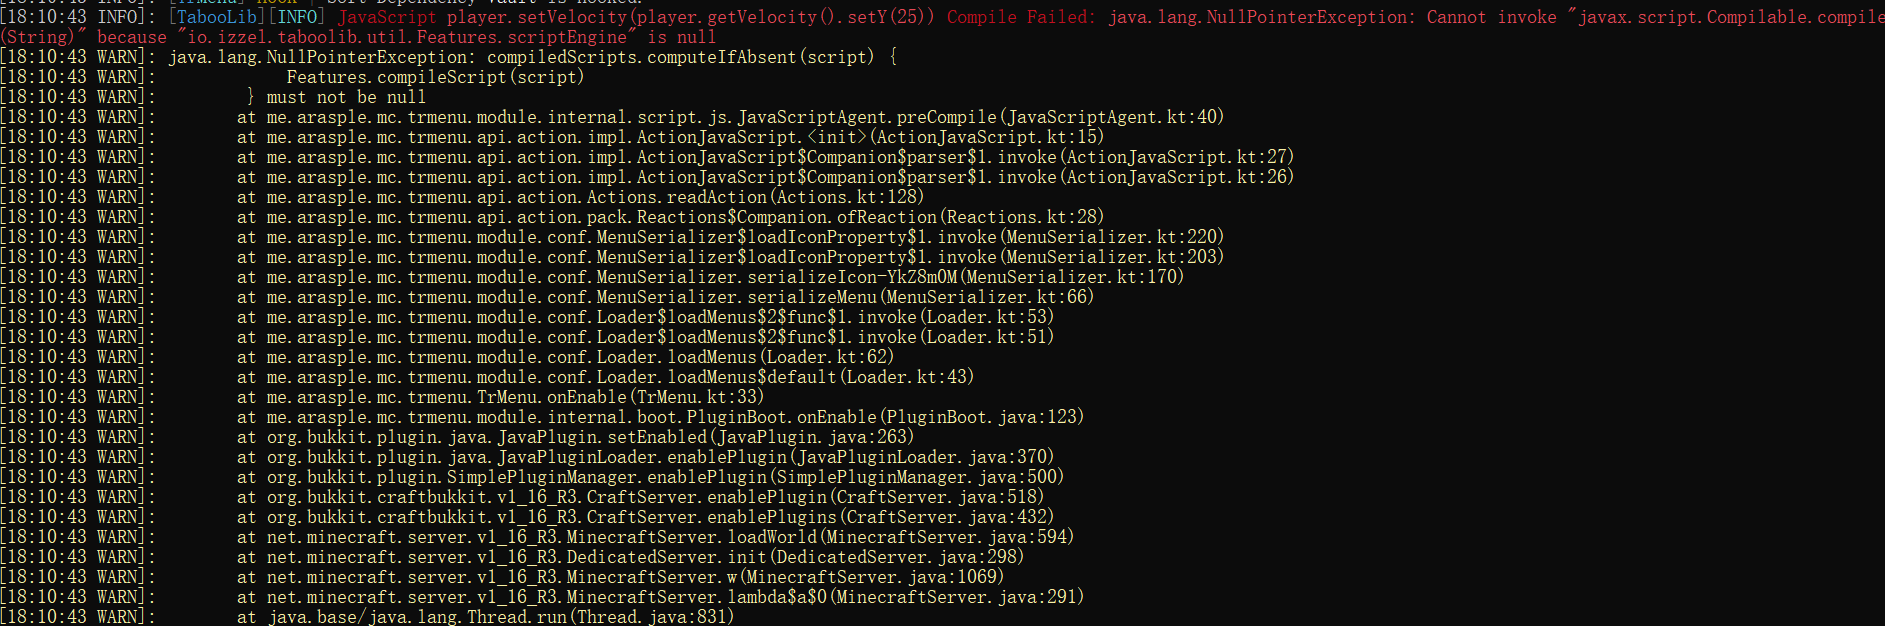 [18:10:43 INFO]: [TrMenu] Hook | Soft Dependency Vault is hooked.
[18:10:43 INFO]: [TabooLib][INFO] JavaScript player.setVelocity(player.getVelocity().setY(25)) Compile Failed: java.lang.NullPointerException: Cannot invoke "javax.script.Compilable.compile
(String)" because "io.izzel.taboolib.util.Features.scriptEngine" is null
[18:10:43 WARN]: java.lang.NullPointerException: compiledScripts.computeIfAbsent(script) {
[18:10:43 WARN]:             Features.compileScript(script)
[18:10:43 WARN]:         } must not be null
[18:10:43 WARN]:        at me.arasple.mc.trmenu.module.internal.script.js.JavaScriptAgent.preCompile(JavaScriptAgent.kt:40)
[18:10:43 WARN]:        at me.arasple.mc.trmenu.api.action.impl.ActionJavaScript.<init>(ActionJavaScript.kt:15)
[18:10:43 WARN]:        at me.arasple.mc.trmenu.api.action.impl.ActionJavaScript$Companion$parser$1.invoke(ActionJavaScript.kt:27)
[18:10:43 WARN]:        at me.arasple.mc.trmenu.api.action.impl.ActionJavaScript$Companion$parser$1.invoke(ActionJavaScript.kt:26)
[18:10:43 WARN]:        at me.arasple.mc.trmenu.api.action.Actions.readAction(Actions.kt:128)
[18:10:43 WARN]:        at me.arasple.mc.trmenu.api.action.pack.Reactions$Companion.ofReaction(Reactions.kt:28)
[18:10:43 WARN]:        at me.arasple.mc.trmenu.module.conf.MenuSerializer$loadIconProperty$1.invoke(MenuSerializer.kt:220)
[18:10:43 WARN]:        at me.arasple.mc.trmenu.module.conf.MenuSerializer$loadIconProperty$1.invoke(MenuSerializer.kt:203)
[18:10:43 WARN]:        at me.arasple.mc.trmenu.module.conf.MenuSerializer.serializeIcon-YkZ8m0M(MenuSerializer.kt:170)
[18:10:43 WARN]:        at me.arasple.mc.trmenu.module.conf.MenuSerializer.serializeMenu(MenuSerializer.kt:66)
[18:10:43 WARN]:        at me.arasple.mc.trmenu.module.conf.Loader$loadMenus$2$func$1.invoke(Loader.kt:53)
[18:10:43 WARN]:        at me.arasple.mc.trmenu.module.conf.Loader$loadMenus$2$func$1.invoke(Loader.kt:51)
[18:10:43 WARN]:        at me.arasple.mc.trmenu.module.conf.Loader.loadMenus(Loader.kt:62)
[18:10:43 WARN]:        at me.arasple.mc.trmenu.module.conf.Loader.loadMenus$default(Loader.kt:43)
[18:10:43 WARN]:        at me.arasple.mc.trmenu.TrMenu.onEnable(TrMenu.kt:33)
[18:10:43 WARN]:        at me.arasple.mc.trmenu.module.internal.boot.PluginBoot.onEnable(PluginBoot.java:123)
[18:10:43 WARN]:        at org.bukkit.plugin.java.JavaPlugin.setEnabled(JavaPlugin.java:263)
[18:10:43 WARN]:        at org.bukkit.plugin.java.JavaPluginLoader.enablePlugin(JavaPluginLoader.java:370)
[18:10:43 WARN]:        at org.bukkit.plugin.SimplePluginManager.enablePlugin(SimplePluginManager.java:500)
[18:10:43 WARN]:        at org.bukkit.craftbukkit.v1_16_R3.CraftServer.enablePlugin(CraftServer.java:518)
[18:10:43 WARN]:        at org.bukkit.craftbukkit.v1_16_R3.CraftServer.enablePlugins(CraftServer.java:432)
[18:10:43 WARN]:        at net.minecraft.server.v1_16_R3.MinecraftServer.loadWorld(MinecraftServer.java:594)
[18:10:43 WARN]:        at net.minecraft.server.v1_16_R3.DedicatedServer.init(DedicatedServer.java:298)
[18:10:43 WARN]:        at net.minecraft.server.v1_16_R3.MinecraftServer.w(MinecraftServer.java:1069)
[18:10:43 WARN]:        at net.minecraft.server.v1_16_R3.MinecraftServer.lambda$a$0(MinecraftServer.java:291)
[18:10:43 WARN]:        at java.base/java.lang.Thread.run(Thread.java:831)